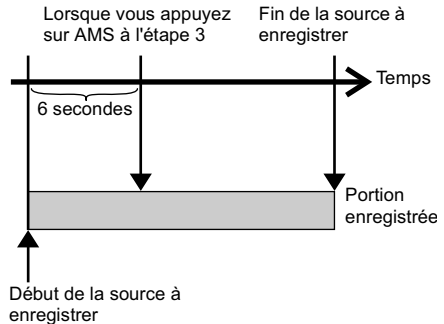 Lorsque vous appuyez
sur AMS à l'étape 3
Fin de la source à
enregistrer
Temps
6 secondes
Portion
enregistrée
Début de la source à
enregistrer